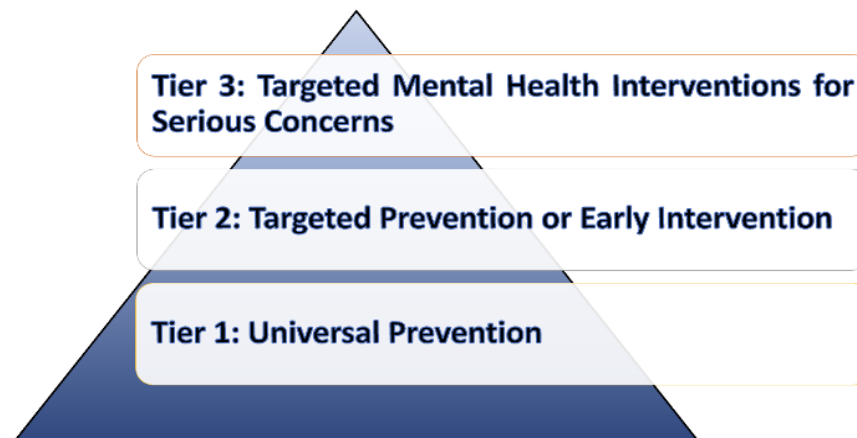 Tier 3: Targeted Mental Health Interventions for
Serious Concerns
Tier 2: Targeted Prevention or Early Intervention
Tier 1: Universal Prevention